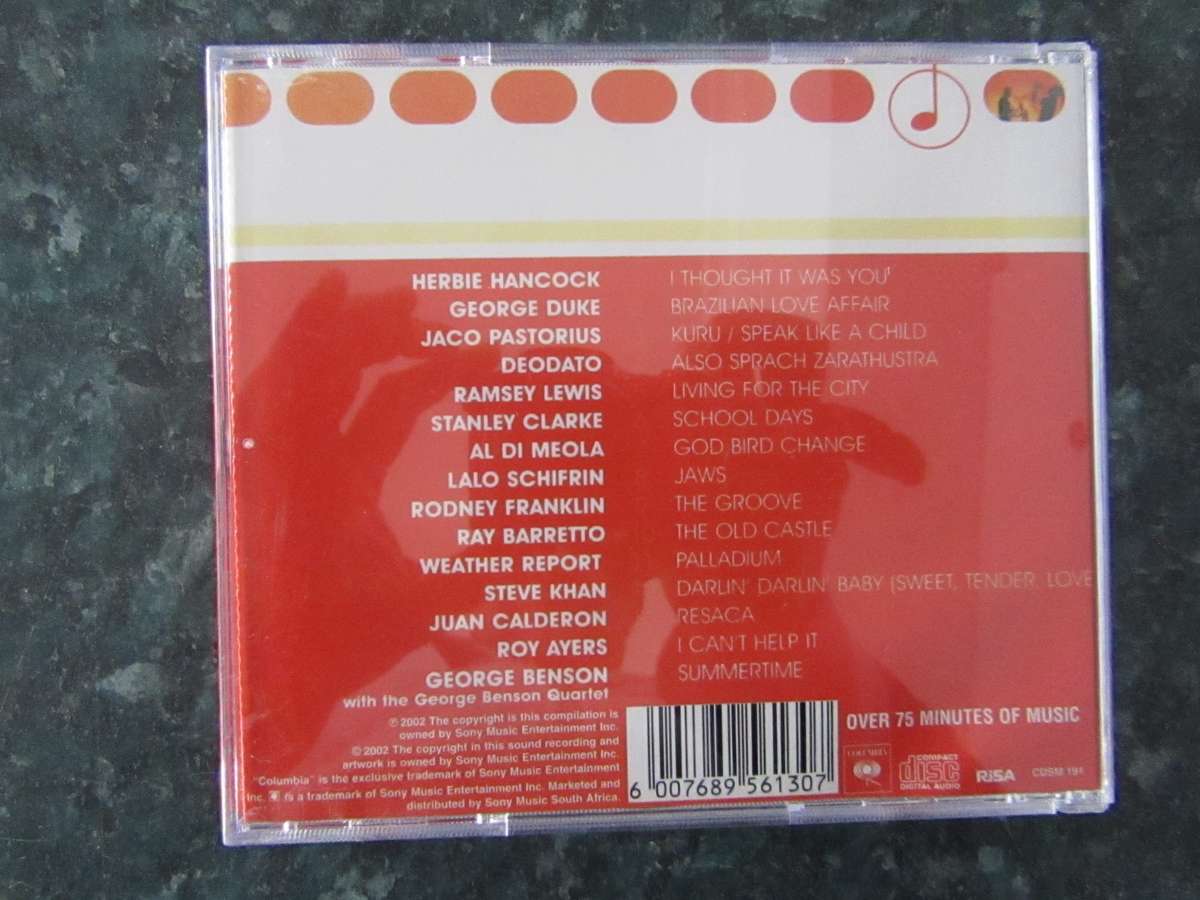 HERBIE HANCOCK I THOUGHT IT WAS YOU
GEORGE DUKE BRAZILIAN LOVE AFFAIR
JACO PASTORIUS KURU / SPEAK LIKE A CHILD
DEODATO ALSO SPRACH ZARATHUSTRA
RAMSEY LEWIS LIVING FOR THE CITY
STANLEY CLARKE SCHOOL DAYS
AL DI MEOLA GOD BIRD CHANGE
LALO SCHIFRIN JAWS
RODNEY FRANKLIN THE GROOVE
RAY BARRETTO THE OLD CASTLE
WEATHER REPORT PALLADIUM
STEVE KHAN DARLIN' DARLIN' BABY (SWEET, TENDER, LOVE
JUAN CALDERON RESACA
ROY AYERS I CAN'T HELP IT
GEORGE BENSON SUMMERTIME
with the George Benson Quartet
℗ 2002 The copyright is this compilation is
owned by Sony Music Entertainment Inc.
© 2002 The copyright in this sound recording and
artwork is owned by Sony Music Entertainment Inc.
"Columbia" is the exclusive trademark of Sony Music Entertainment
Inc. is a trademark of Sony Music Entertainment Inc. Marketed and
distributed by Sony Music South Africa.
6 007689 561307
OVER 75 MINUTES OF MUSIC
COLUMBIA
COMPACT
disc
DIGITAL AUDIO
RiSA
CDSM 194